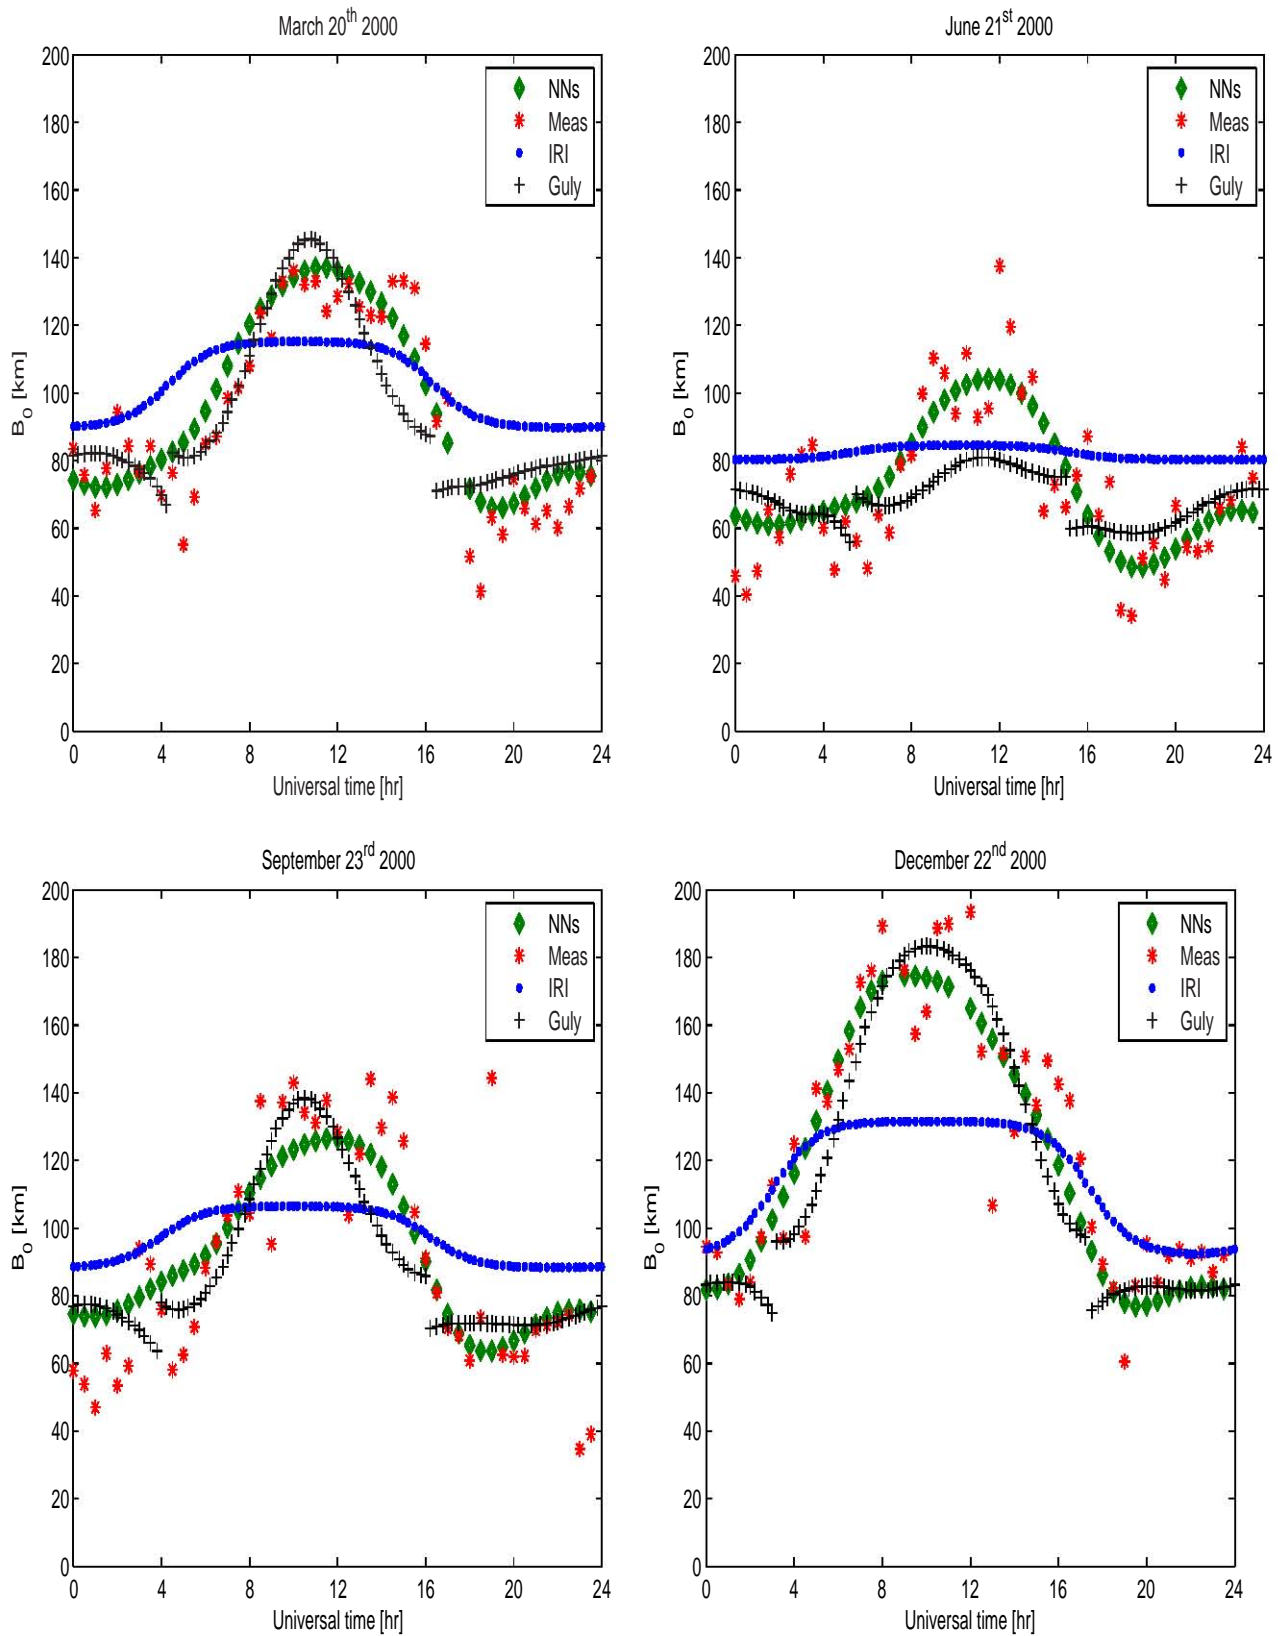 March 20th 2000
200
180
160
140
120
100
80
60
40
20
0
B0 [km]
NNs
Meas
IRI
Guly
0 4 8 12 16 20 24
Universal time [hr]
June 21st 2000
200
180
160
140
120
100
80
60
40
20
0
B0 [km]
NNs
Meas
IRI
Guly
0 4 8 12 16 20 24
Universal time [hr]
September 23rd 2000
200
180
160
140
120
100
80
60
40
20
0
B0 [km]
NNs
Meas
IRI
Guly
0 4 8 12 16 20 24
Universal time [hr]
December 22nd 2000
200
180
160
140
120
100
80
60
40
20
0
B0 [km]
NNs
Meas
IRI
Guly
0 4 8 12 16 20 24
Universal time [hr]